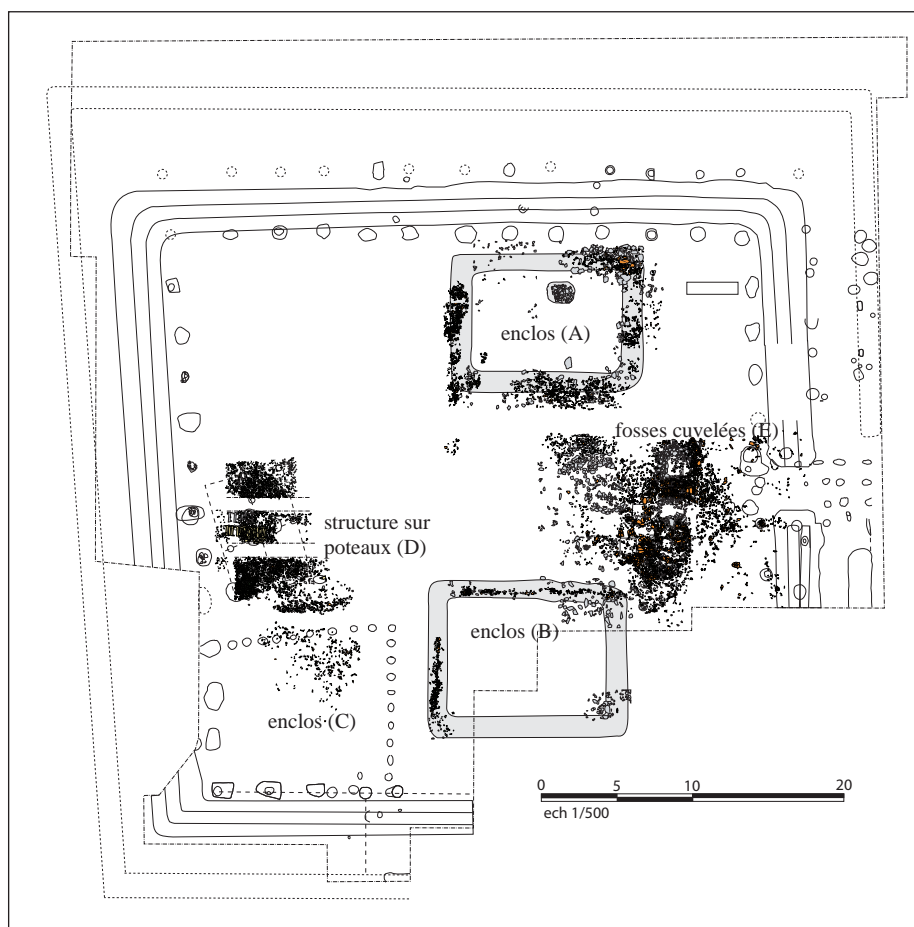 enclos (A)
fosses cuvelées (E)
structure sur
poteaux (D)
enclos (B)
enclos (C)
0 5 10 20
ech 1/500